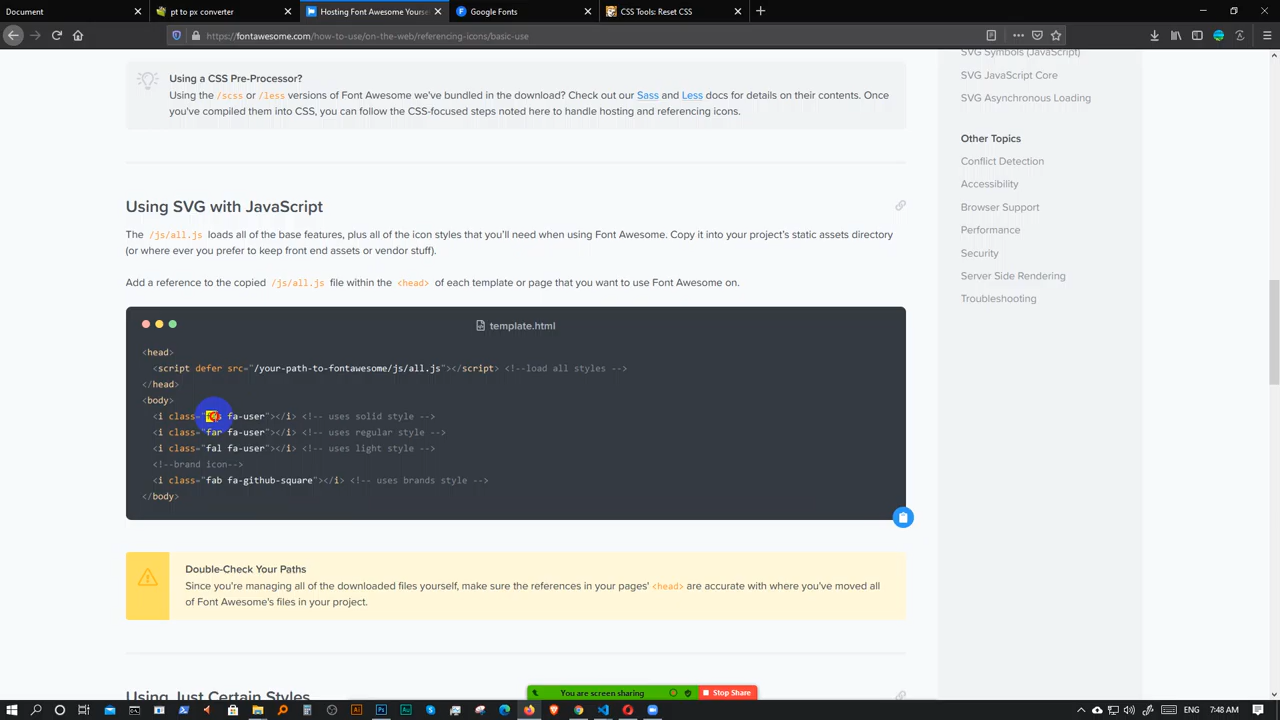 Document
pt to px converter
Hosting Font Awesome Yourse
Google Fonts
CSS Tools: Reset CSS
https://fontawesome.com/how-to-use/on-the-web/referencing-icons/basic-use
SVG Symbols (JavaScript)
SVG JavaScript Core
SVG Asynchronous Loading
Other Topics
Conflict Detection
Accessibility
Browser Support
Performance
Security
Server Side Rendering
Troubleshooting
Using a CSS Pre-Processor?
Using the /scss or /less versions of Font Awesome we've bundled in the download? Check out our Sass and Less docs for details on their contents. Once
you've compiled them into CSS, you can follow the CSS-focused steps noted here to handle hosting and referencing icons.
Using SVG with JavaScript
The /js/all.js loads all of the base features, plus all of the icon styles that you'll need when using Font Awesome. Copy it into your project's static assets directory
(or where ever you prefer to keep front end assets or vendor stuff).
Add a reference to the copied /js/all.js file within the <head> of each template or page that you want to use Font Awesome on.
template.html
<head>
<script defer src="/your-path-to-fontawesome/js/all.js"></script> <!--load all styles -->
</head>
<body>
<i class="fas fa-user"></i> <!-- uses solid style -->
<i class="far fa-user"></i> <!-- uses regular style -->
<i class="fal fa-user"></i> <!-- uses light style -->
<!--brand icon-->
<i class="fab fa-github-square"></i> <!-- uses brands style -->
</body>
Double-Check Your Paths
Since you're managing all of the downloaded files yourself, make sure the references in your pages' <head> are accurate with where you've moved all
of Font Awesome's files in your project.
Using Just Certain Styles
You are screen sharing
Stop Share
7:48 AM